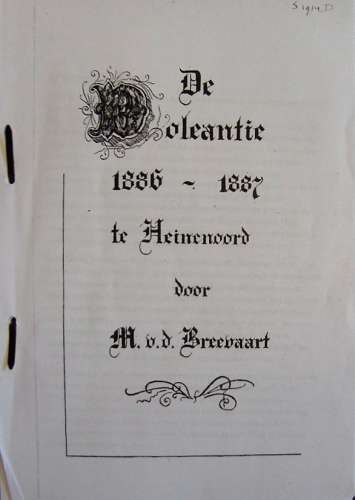 De
Doleantie
1886 ~ 1887
te Heinenoord
door
M. v.d. Breevaart